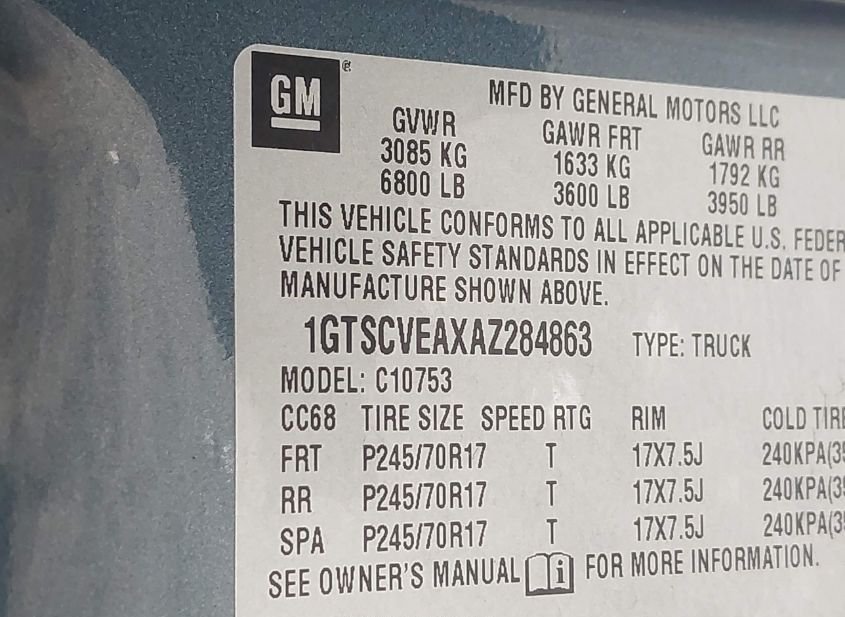 GM®
MFD BY GENERAL MOTORS LLC
GVWR GAWR FRT GAWR RR
3085 KG 1633 KG 1792 KG
6800 LB 3600 LB 3950 LB
THIS VEHICLE CONFORMS TO ALL APPLICABLE U.S. FEDER
VEHICLE SAFETY STANDARDS IN EFFECT ON THE DATE OF
MANUFACTURE SHOWN ABOVE.
1GTSCVEAXAZ284863 TYPE: TRUCK
MODEL: C10753
CC68 TIRE SIZE SPEED RTG RIM COLD TIRE
FRT P245/70R17 T 17X7.5J 240KPA(35
RR P245/70R17 T 17X7.5J 240KPA(35
SPA P245/70R17 T 17X7.5J 240KPA(35
SEE OWNER'S MANUAL i FOR MORE INFORMATION.